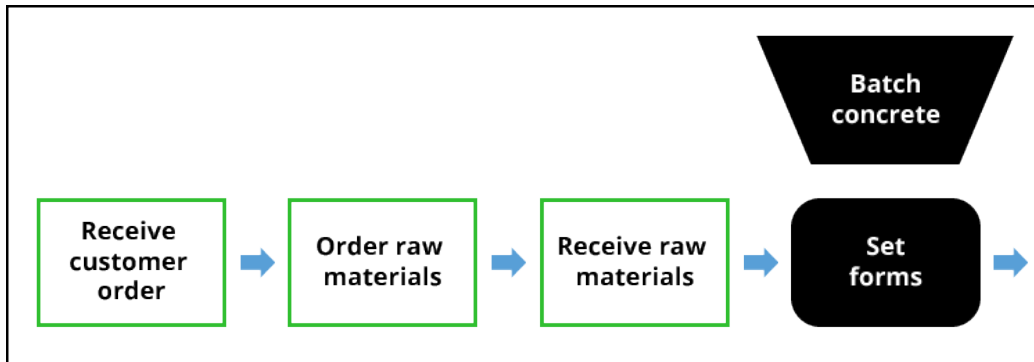 Batch
concrete
Receive
customer
order
Order raw
materials
Receive raw
materials
Set
forms